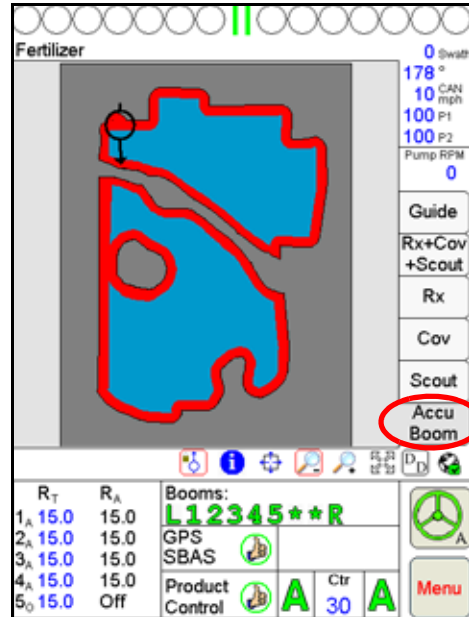 Fertilizer
0 Swath
178 °
10 CAN mph
100 P1
100 P2
Pump RPM
0
Guide
Rx+Cov
+Scout
Rx
Cov
Scout
Accu
Boom
i
DD
RT RA
1A 15.0 15.0
2A 15.0 15.0
3A 15.0 15.0
4A 15.0 15.0
5O 15.0 Off
Booms:
L12345**R
GPS
SBAS
Product
Control
A
Ctr
30
A
A
Menu